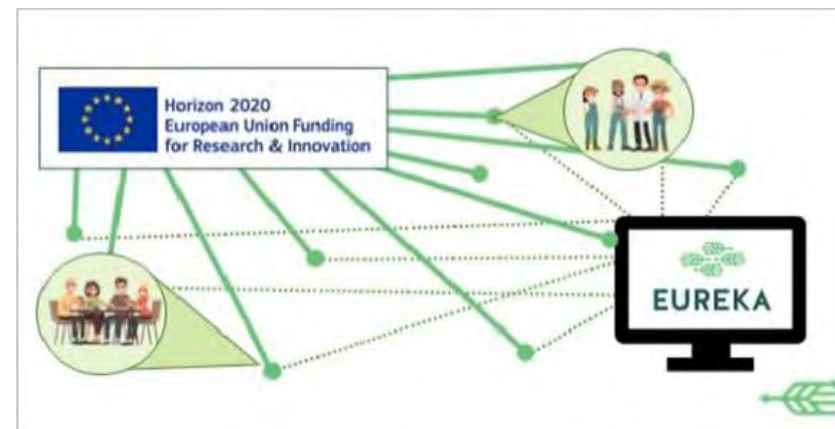 Horizon 2020
European Union Funding
for Research & Innovation
EUREKA